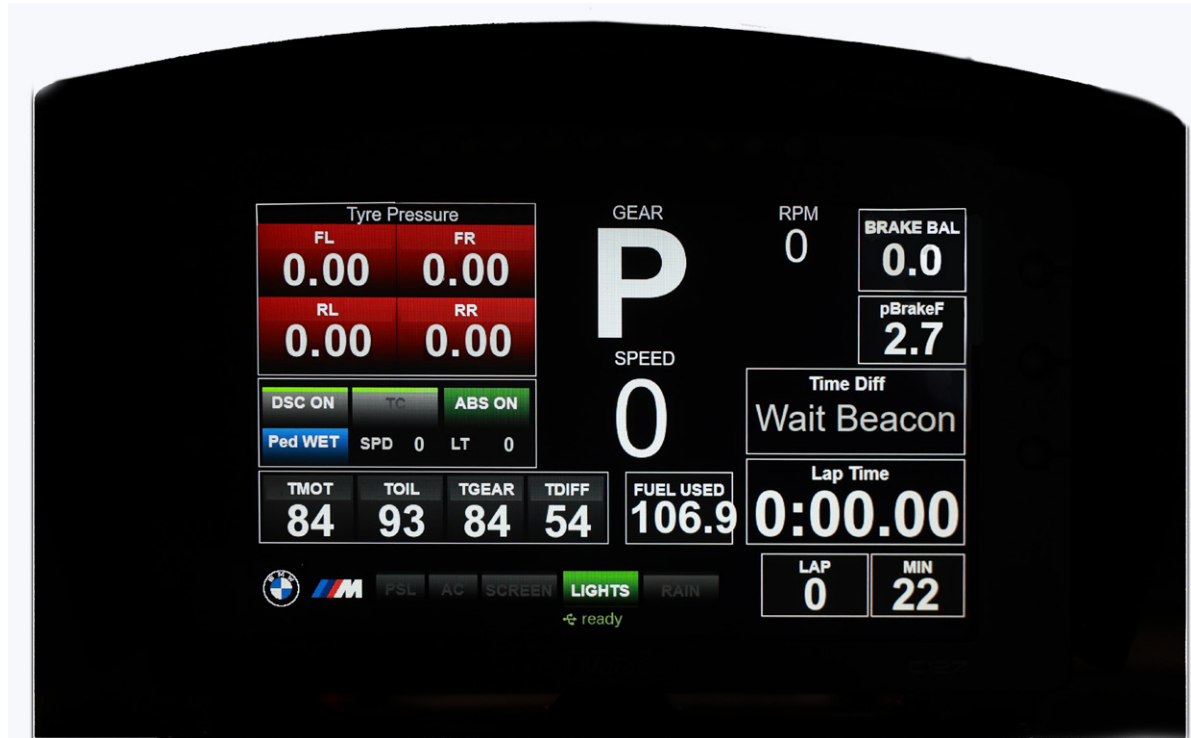 Tyre Pressure
FL FR
0.00 0.00
RL RR
0.00 0.00
DSC ON TC ABS ON
Ped WET SPD 0 LT 0
TMOT TOIL TGEAR TDIFF
84 93 84 54
GEAR
P
SPEED
0
FUEL USED
106.9
RPM
0
BRAKE BAL
0.0
pBrakeF
2.7
Time Diff
Wait Beacon
Lap Time
0:00.00
LAP MIN
0 22
BMW M PSL AC SCREEN LIGHTS RAIN
ready